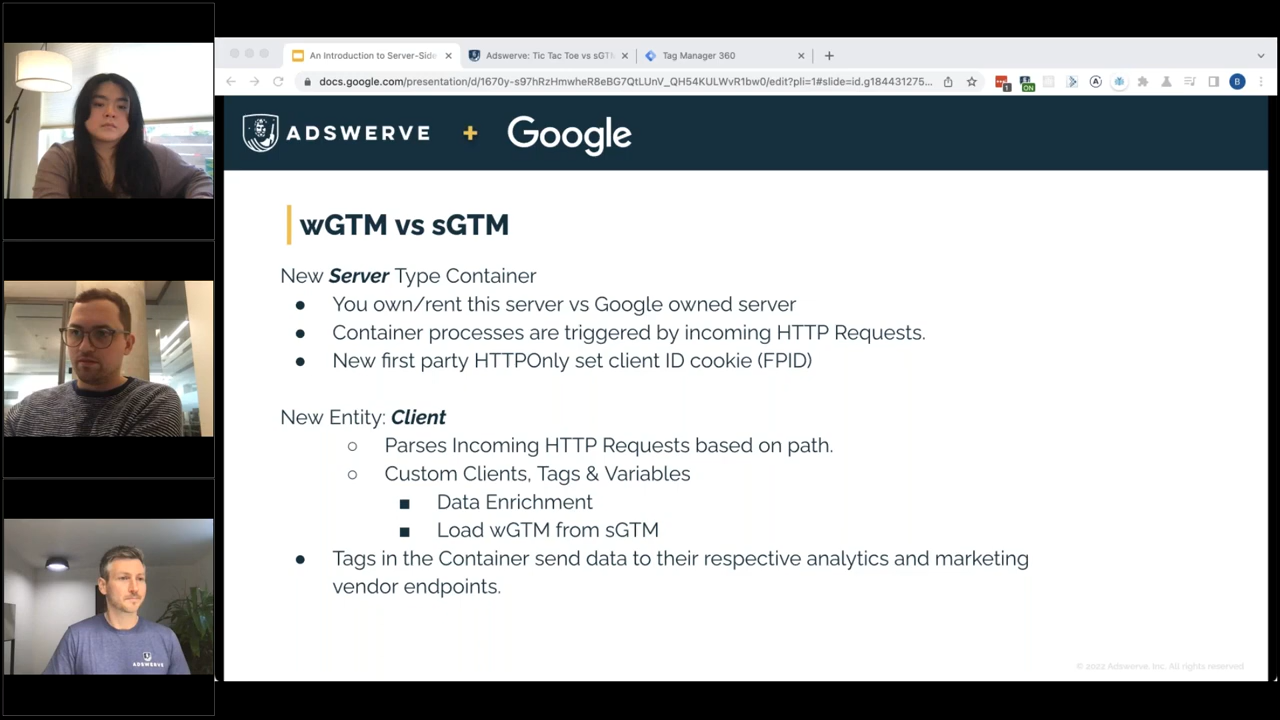 An Introduction to Server-Side
Adswerve: Tic Tac Toe vs sGTM
Tag Manager 360
docs.google.com/presentation/d/1670y-s97hRzHmwheR8eBG7QtLUnV_QH54KULWvR1bw0/edit?pli=1#slide=id.g184431275...
1
ON
B
ADSWERVE + Google
wGTM vs sGTM
New Server Type Container
● You own/rent this server vs Google owned server
● Container processes are triggered by incoming HTTP Requests.
● New first party HTTPOnly set client ID cookie (FPID)
New Entity: Client
○ Parses Incoming HTTP Requests based on path.
○ Custom Clients, Tags & Variables
■ Data Enrichment
■ Load wGTM from sGTM
● Tags in the Container send data to their respective analytics and marketing
vendor endpoints.
ADSWERVE
© 2022 Adswerve, Inc. All rights reserved